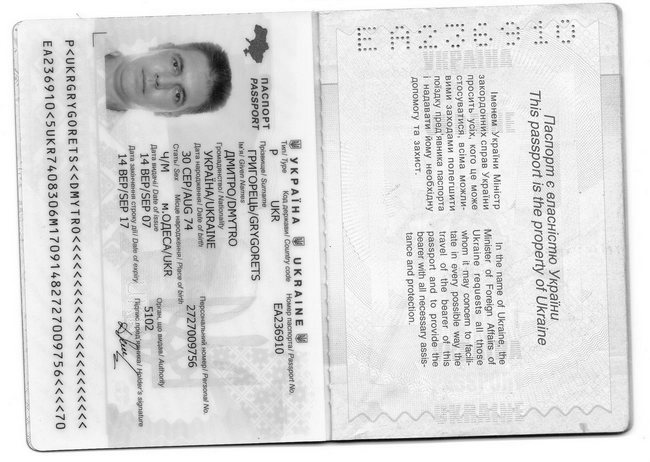 EA236910
Паспорт є власністю України
This passport is the property of Ukraine
Іменем України Міністр
закордонних справ України
просить усіх, кого це може
стосуватися, всіма можли-
вими заходами полегшити
поїздку пред'явника паспорта
і надавати йому необхідну
допомогу та захист.
In the name of Ukraine, the
Minister of Foreign Affairs of
Ukraine requests all those
whom it may concern to facili-
tate in every possible way the
travel of the bearer of this
passport and to provide the
bearer with all necessary assis-
tance and protection.
УКРАЇНА UKRAINE
ПАСПОРТ
PASSPORT
Тип/ Type Код держави/ Country code Номер паспорта/ Passport No.
P UKR EA236910
Прізвище/ Surname
ГРИГОРЕЦЬ/GRYGORETS
Ім'я/ Given Names
ДМИТРО/DMYTRO
Громадянство/ Nationality
УКРАЇНА/UKRAINE
Дата народження/ Date of birth Персональний номер/ Personal No.
30 СЕР/AUG 74 2727009756
Стать/ Sex Місце народження/ Place of birth
Ч/M М.ОДЕСА/UKR
Дата видачі/ Date of issue Орган, що видав/ Authority
14 ВЕР/SEP 07 5102
Дата закінчення строку дії/ Date of expiry Підпис пред'явника/ Holder's signature
14 ВЕР/SEP 17
P<UKRGRYGORETS<<DMYTRO<<<<<<<<<<<<<<<<<<<<<<
EA236910<5UKR7408306M17091482727009756<<<<70